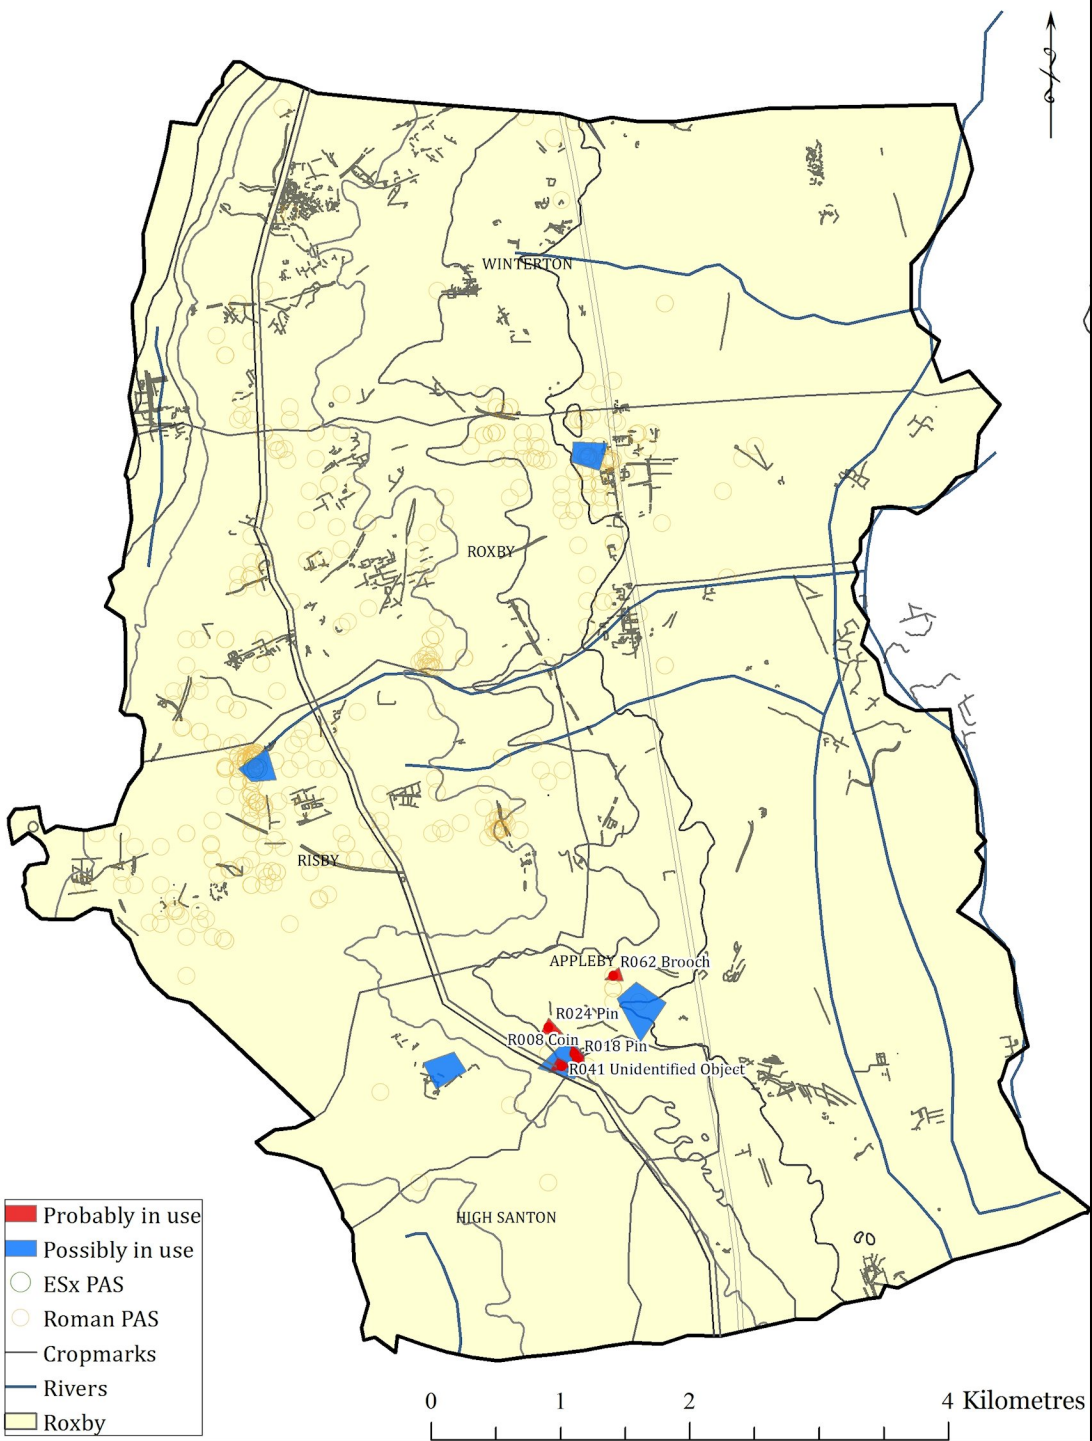 WINTERTON
ROXBY
RISBY
APPLEBY
R062 Brooch
R024 Pin
R008 Coin
R018 Pin
R041 Unidentified Object
HIGH SANTON
Probably in use
Possibly in use
ESx PAS
Roman PAS
Cropmarks
Rivers
Roxby
0 1 2 4 Kilometres